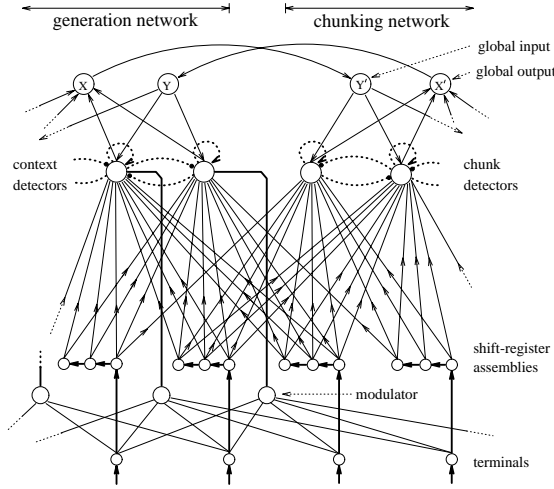 generation network
chunking network
global input
global output
X
Y
Y'
X'
context
detectors
chunk
detectors
shift-register
assemblies
modulator
terminals